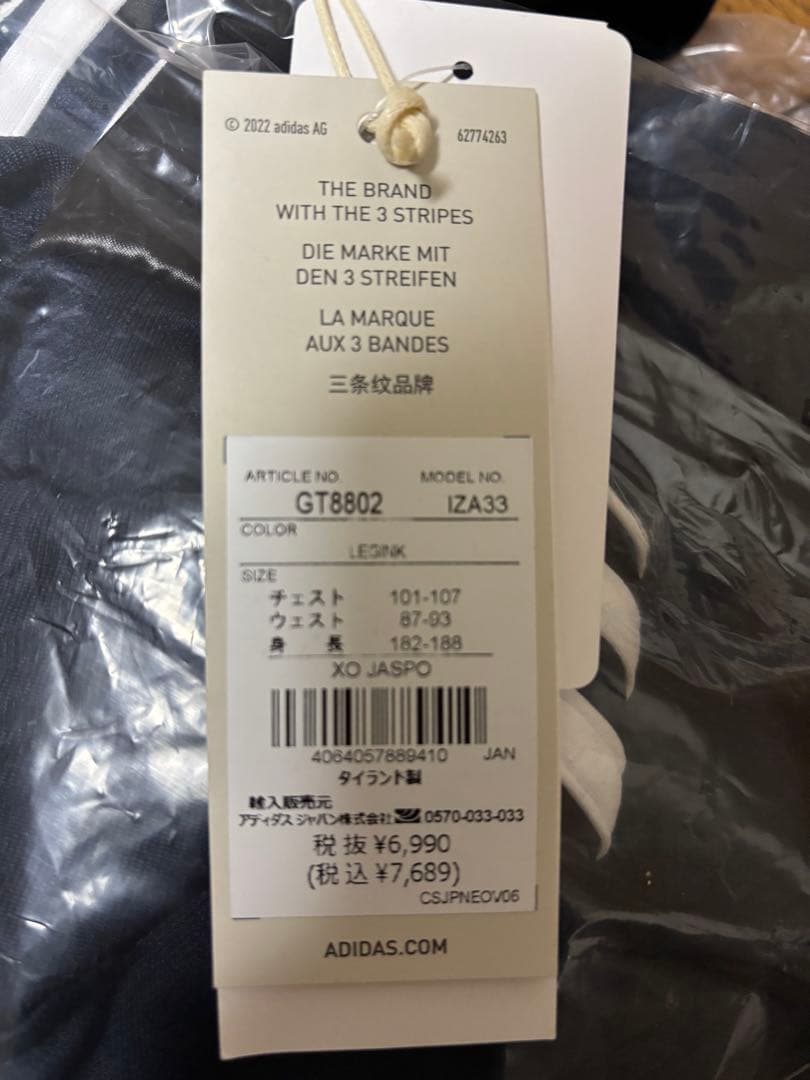 © 2022 adidas AG
62774263
THE BRAND
WITH THE 3 STRIPES
DIE MARKE MIT
DEN 3 STREIFEN
LA MARQUE
AUX 3 BANDES
三条纹品牌
ARTICLE NO. MODEL NO.
GT8802 IZA33
COLOR
LEGINK
SIZE
チェスト 101-107
ウェスト 87-93
身 長 182-188
XO JASPO
4064057889410 JAN
タイランド製
輸入販売元
アディダス ジャパン株式会社 0570-033-033
税抜¥6,990
(税込¥7,689)
CSJPNEOV06
ADIDAS.COM